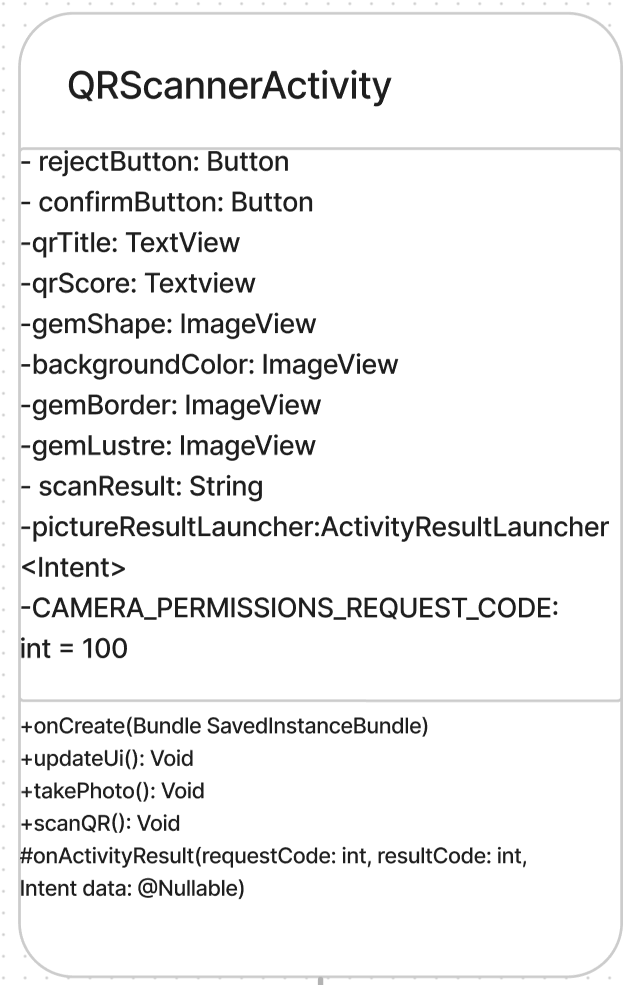 QRScannerActivity
- rejectButton: Button
- confirmButton: Button
-qrTitle: TextView
-qrScore: Textview
-gemShape: ImageView
-backgroundColor: ImageView
-gemBorder: ImageView
-gemLustre: ImageView
- scanResult: String
-pictureResultLauncher:ActivityResultLauncher
<Intent>
-CAMERA_PERMISSIONS_REQUEST_CODE:
int = 100
+onCreate(Bundle SavedInstanceBundle)
+updateUi(): Void
+takePhoto(): Void
+scanQR(): Void
#onActivityResult(requestCode: int, resultCode: int,
Intent data: @Nullable)